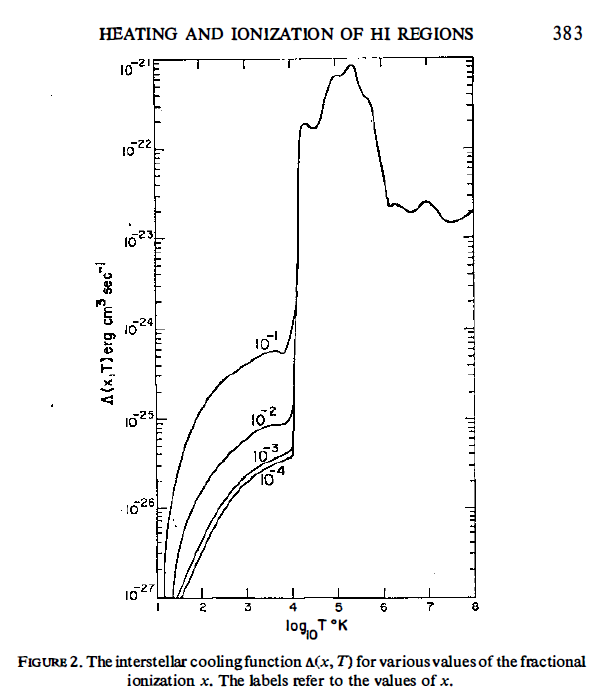 HEATING AND IONIZATION OF HI REGIONS 383
10^-21
10^-22
10^-23
10^-24
10^-25
10^-26
10^-27
Λ(x,T) erg cm³ sec⁻¹
10^-1
10^-2
10^-3
10^-4
1 2 3 4 5 6 7 8
log₁₀T °K
FIGURE 2. The interstellar cooling function Λ(x, T) for various values of the fractional
ionization x. The labels refer to the values of x.